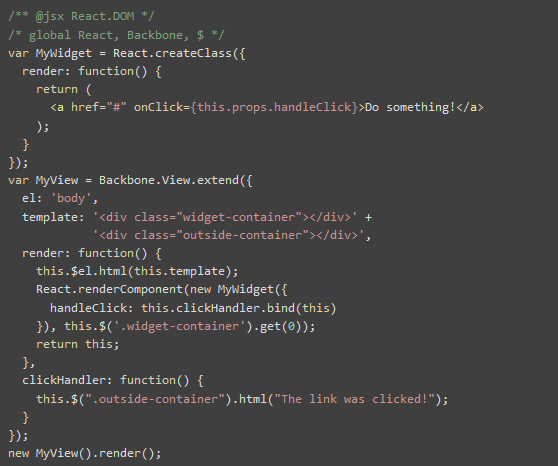 /** @jsx React.DOM */
/* global React, Backbone, $ */
var MyWidget = React.createClass({
  render: function() {
    return (
      <a href="#" onClick={this.props.handleClick}>Do something!</a>
    );
  }
});
var MyView = Backbone.View.extend({
  el: 'body',
  template: '<div class="widget-container"></div>' +
            '<div class="outside-container"></div>',
  render: function() {
    this.$el.html(this.template);
    React.renderComponent(new MyWidget({
      handleClick: this.clickHandler.bind(this)
    }), this.$('.widget-container').get(0));
    return this;
  },
  clickHandler: function() {
    this.$(".outside-container").html("The link was clicked!");
  }
});
new MyView().render();